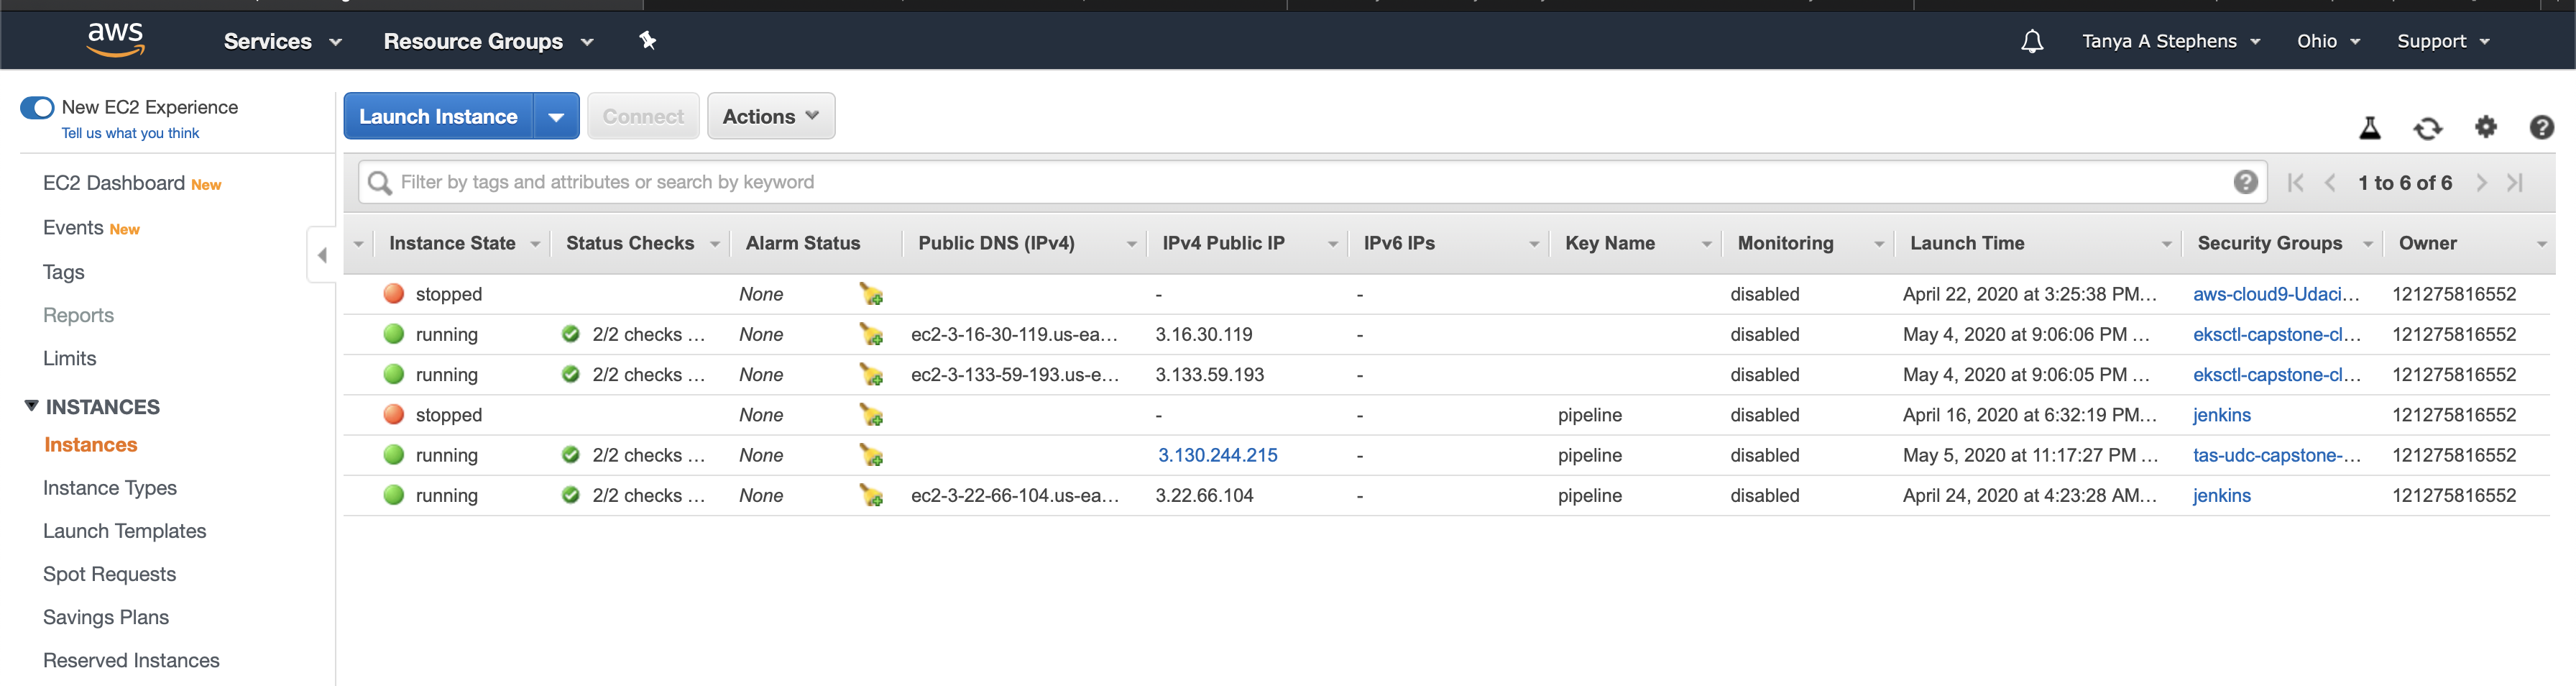 aws Services Resource Groups Tanya A Stephens Ohio Support
New EC2 Experience
Tell us what you think
EC2 Dashboard New
Events New
Tags
Reports
Limits
INSTANCES
Instances
Instance Types
Launch Templates
Spot Requests
Savings Plans
Reserved Instances
Launch Instance Connect Actions
Filter by tags and attributes or search by keyword 1 to 6 of 6
Instance State Status Checks Alarm Status Public DNS (IPv4) IPv4 Public IP IPv6 IPs Key Name Monitoring Launch Time Security Groups Owner
stopped None - - disabled April 22, 2020 at 3:25:38 PM... aws-cloud9-Udaci... 121275816552
running 2/2 checks ... None ec2-3-16-30-119.us-ea... 3.16.30.119 - disabled May 4, 2020 at 9:06:06 PM ... eksctl-capstone-cl... 121275816552
running 2/2 checks ... None ec2-3-133-59-193.us-e... 3.133.59.193 - disabled May 4, 2020 at 9:06:05 PM ... eksctl-capstone-cl... 121275816552
stopped None - - pipeline disabled April 16, 2020 at 6:32:19 PM... jenkins 121275816552
running 2/2 checks ... None 3.130.244.215 - pipeline disabled May 5, 2020 at 11:17:27 PM ... tas-udc-capstone-... 121275816552
running 2/2 checks ... None ec2-3-22-66-104.us-ea... 3.22.66.104 - pipeline disabled April 24, 2020 at 4:23:28 AM... jenkins 121275816552